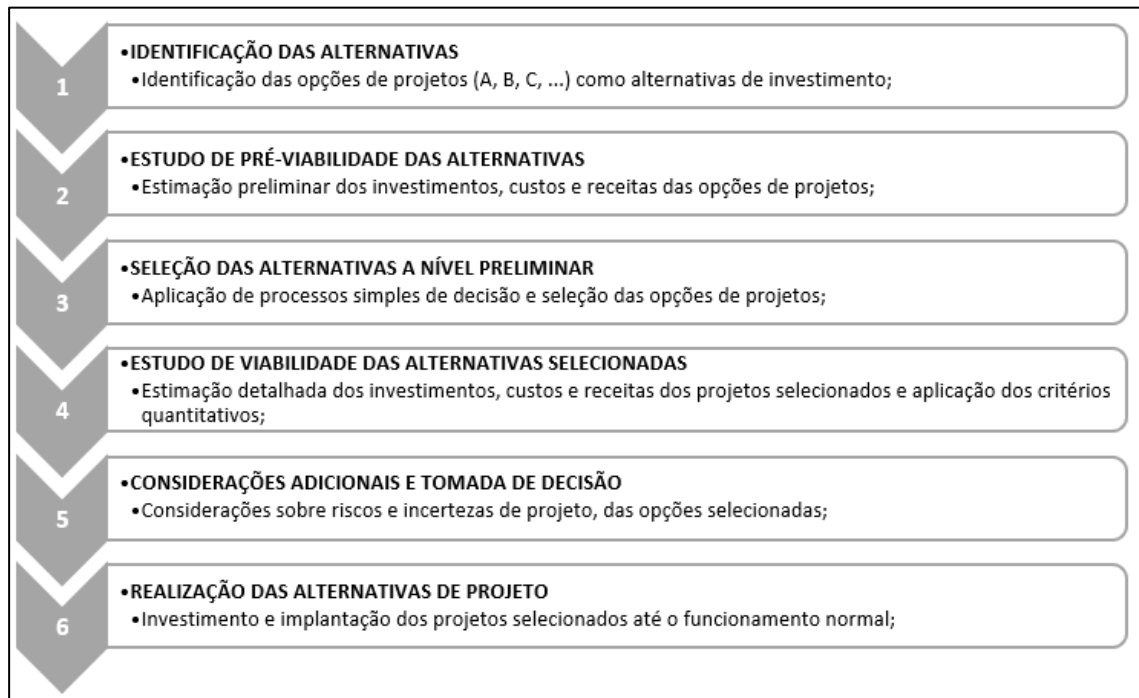 1
•IDENTIFICAÇÃO DAS ALTERNATIVAS
•Identificação das opções de projetos (A, B, C, ...) como alternativas de investimento;
2
•ESTUDO DE PRÉ-VIABILIDADE DAS ALTERNATIVAS
•Estimação preliminar dos investimentos, custos e receitas das opções de projetos;
3
•SELEÇÃO DAS ALTERNATIVAS A NÍVEL PRELIMINAR
•Aplicação de processos simples de decisão e seleção das opções de projetos;
4
•ESTUDO DE VIABILIDADE DAS ALTERNATIVAS SELECIONADAS
•Estimação detalhada dos investimentos, custos e receitas dos projetos selecionados e aplicação dos critérios
quantitativos;
5
•CONSIDERAÇÕES ADICIONAIS E TOMADA DE DECISÃO
•Considerações sobre riscos e incertezas de projeto, das opções selecionadas;
6
•REALIZAÇÃO DAS ALTERNATIVAS DE PROJETO
•Investimento e implantação dos projetos selecionados até o funcionamento normal;